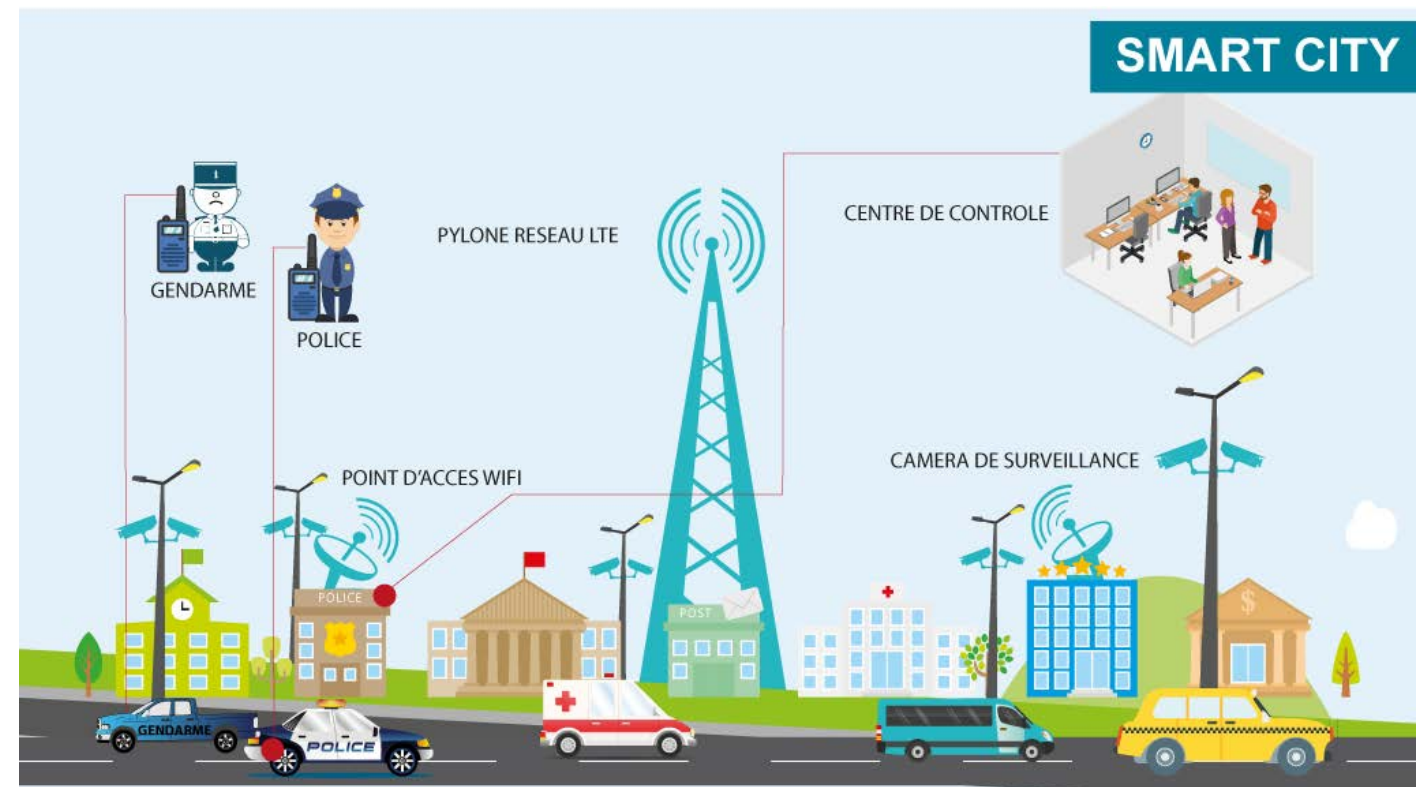 SMART CITY
CENTRE DE CONTROLE
PYLONE RESEAU LTE
GENDARME
POLICE
CAMERA DE SURVEILLANCE
POINT D'ACCES WIFI
POLICE
POST
$
GENDARME
POLICE